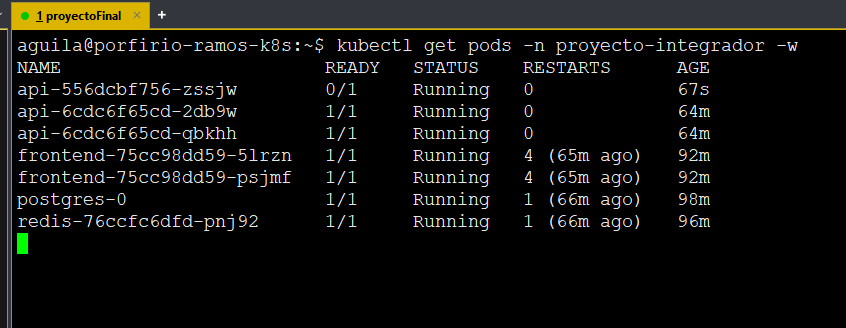 1 proyectoFinal × +
aguila@porfirio-ramos-k8s:~$ kubectl get pods -n proyecto-integrador -w
NAME READY STATUS RESTARTS AGE
api-556dcbf756-zssjw 0/1 Running 0 67s
api-6cdc6f65cd-2db9w 1/1 Running 0 64m
api-6cdc6f65cd-qbkhh 1/1 Running 0 64m
frontend-75cc98dd59-5lrzn 1/1 Running 4 (65m ago) 92m
frontend-75cc98dd59-psjmf 1/1 Running 4 (65m ago) 92m
postgres-0 1/1 Running 1 (66m ago) 98m
redis-76ccfc6dfd-pnj92 1/1 Running 1 (66m ago) 96m